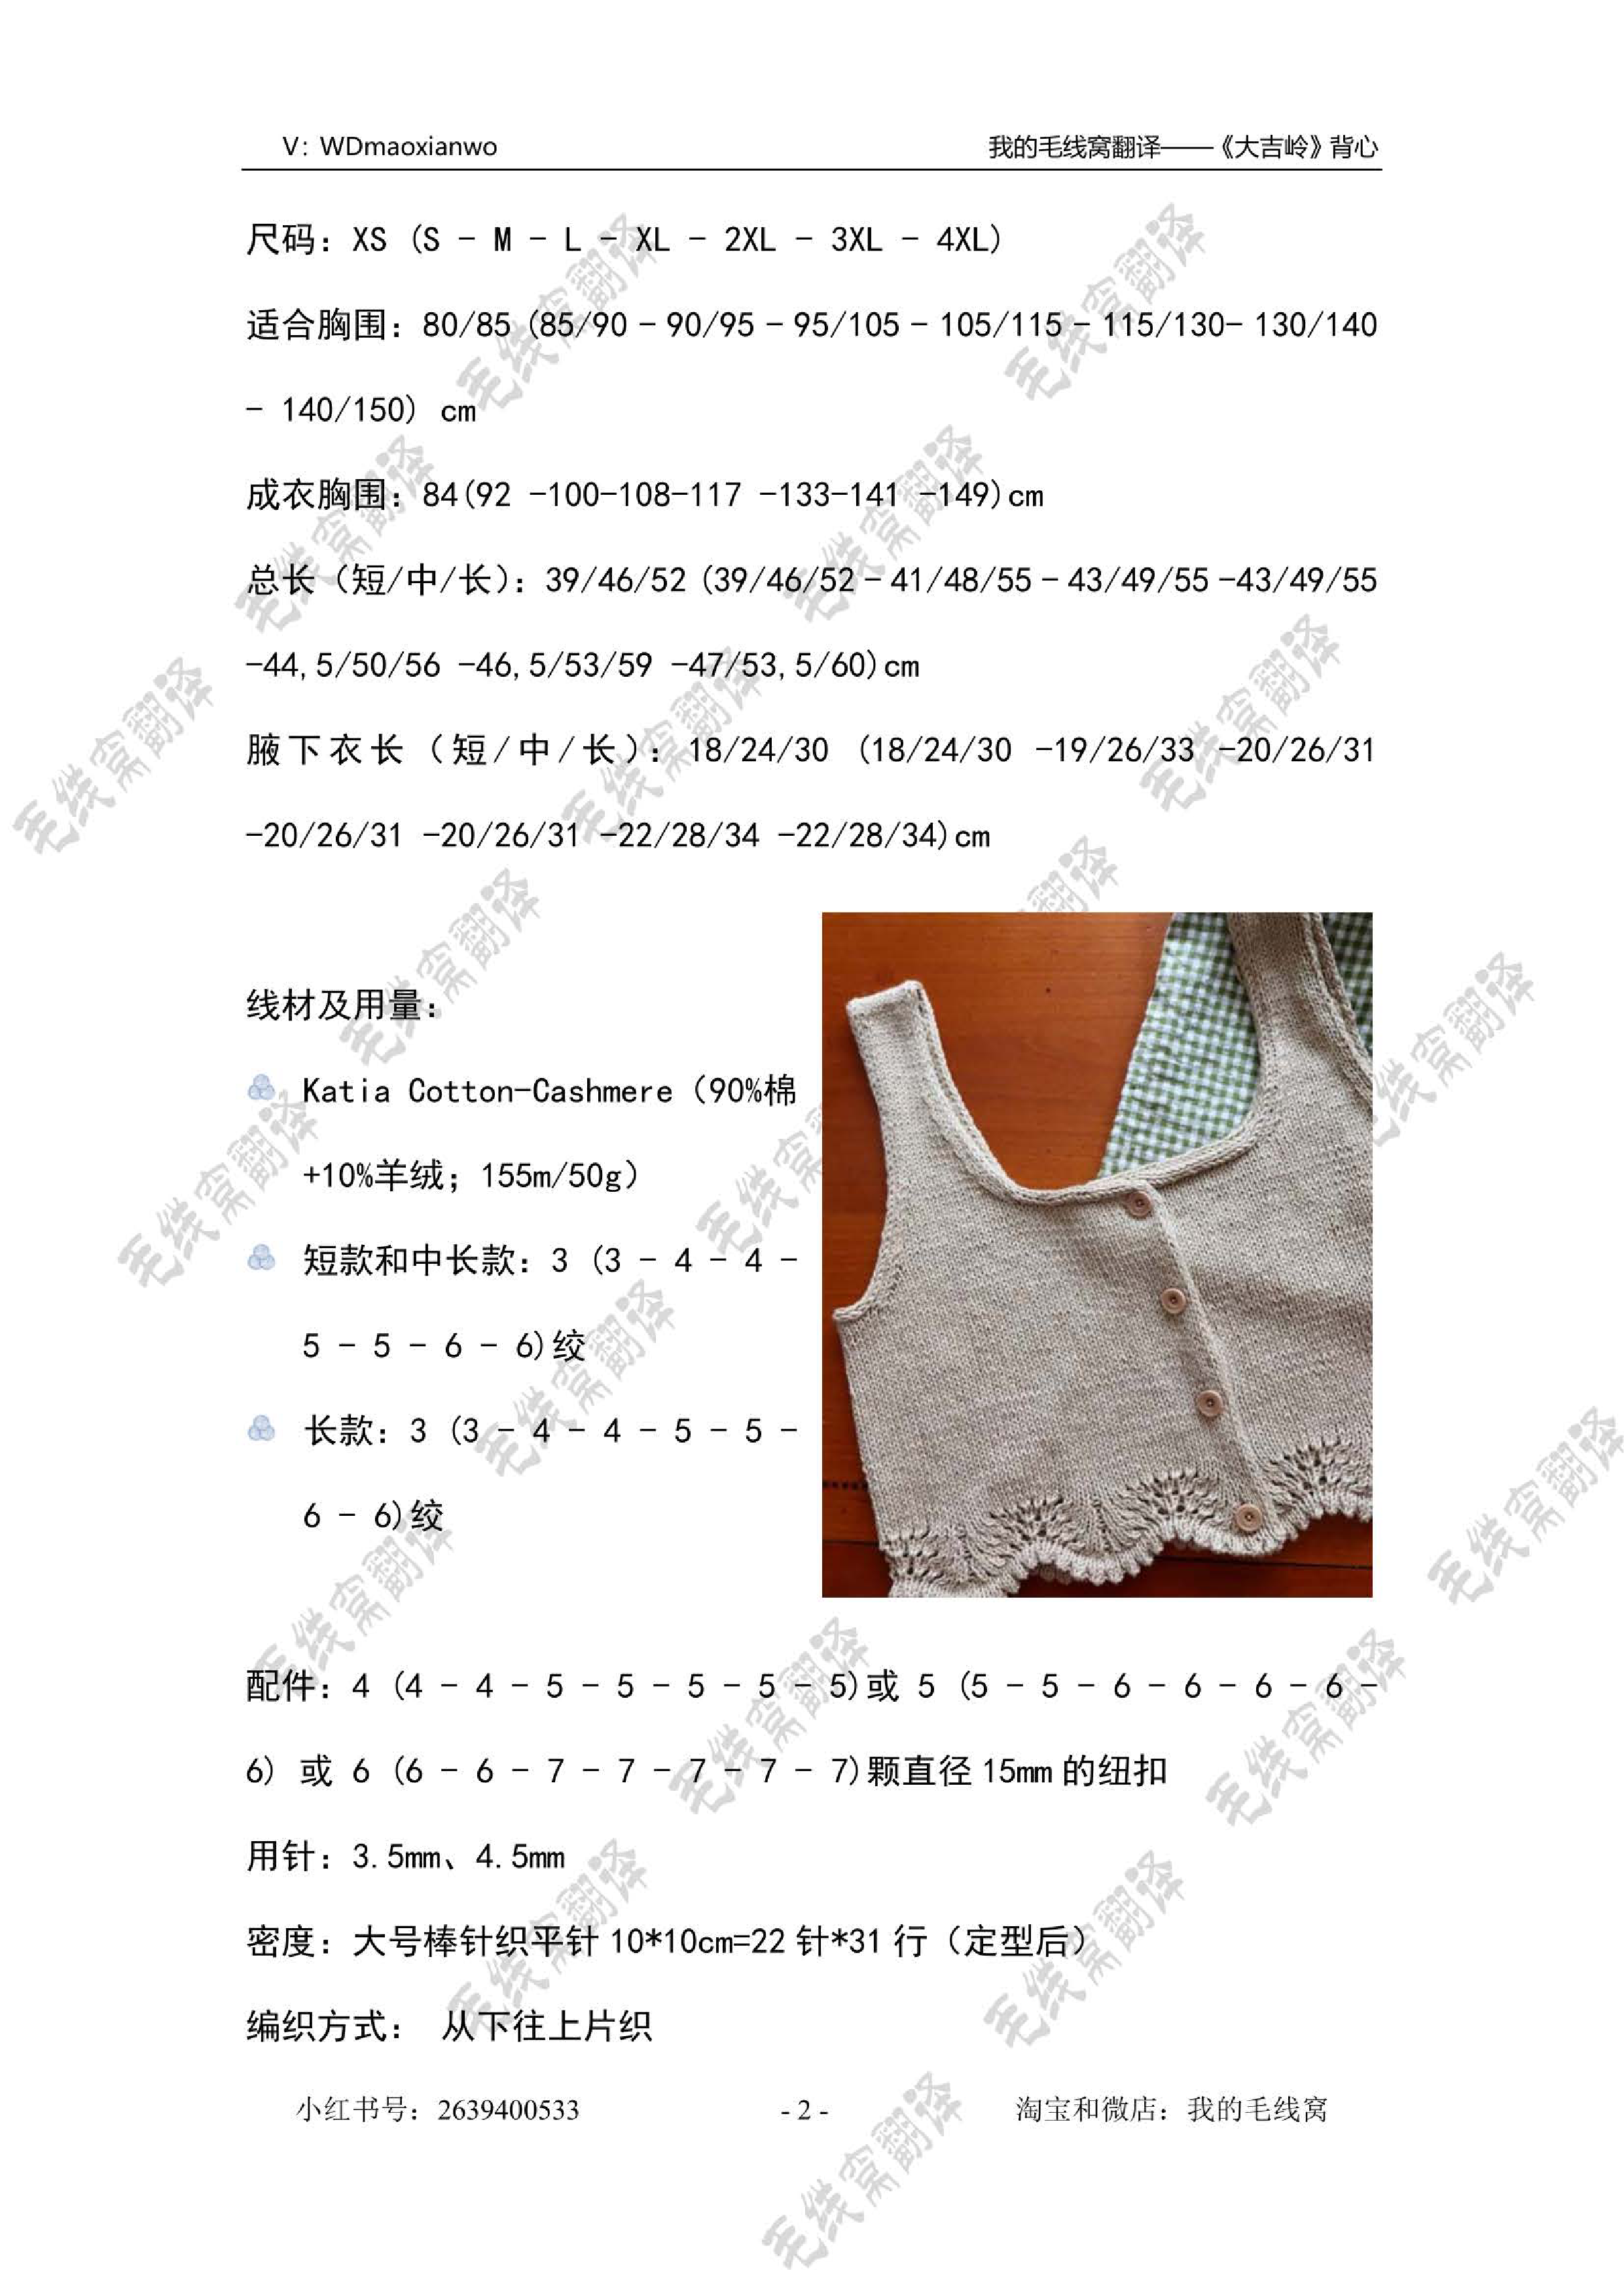 V: WDmaoxianwo 我的毛线窝翻译——《大吉岭》背心
尺码：XS (S - M - L - XL - 2XL - 3XL - 4XL)
适合胸围：80/85 (85/90 - 90/95 - 95/105 - 105/115 - 115/130- 130/140
- 140/150) cm
成衣胸围：84(92 -100-108-117 -133-141 -149)cm
总长（短/中/长）：39/46/52 (39/46/52 - 41/48/55 - 43/49/55 -43/49/55
-44,5/50/56 -46,5/53/59 -47/53,5/60)cm
腋下衣长（短/中/长）：18/24/30 (18/24/30 -19/26/33 -20/26/31
-20/26/31 -20/26/31 -22/28/34 -22/28/34)cm
线材及用量：
Katia Cotton-Cashmere（90%棉
+10%羊绒；155m/50g）
短款和中长款：3 (3 - 4 - 4 -
5 - 5 - 6 - 6)绞
长款：3 (3 - 4 - 4 - 5 - 5 -
6 - 6)绞
配件：4 (4 - 4 - 5 - 5 - 5 - 5 - 5)或 5 (5 - 5 - 6 - 6 - 6 - 6 -
6) 或 6 (6 - 6 - 7 - 7 - 7 - 7 - 7)颗直径 15mm 的纽扣
用针：3.5mm、4.5mm
密度：大号棒针织平针 10*10cm=22 针*31 行（定型后）
编织方式： 从下往上片织
小红书号：2639400533 - 2 - 淘宝和微店：我的毛线窝
毛线窝翻译